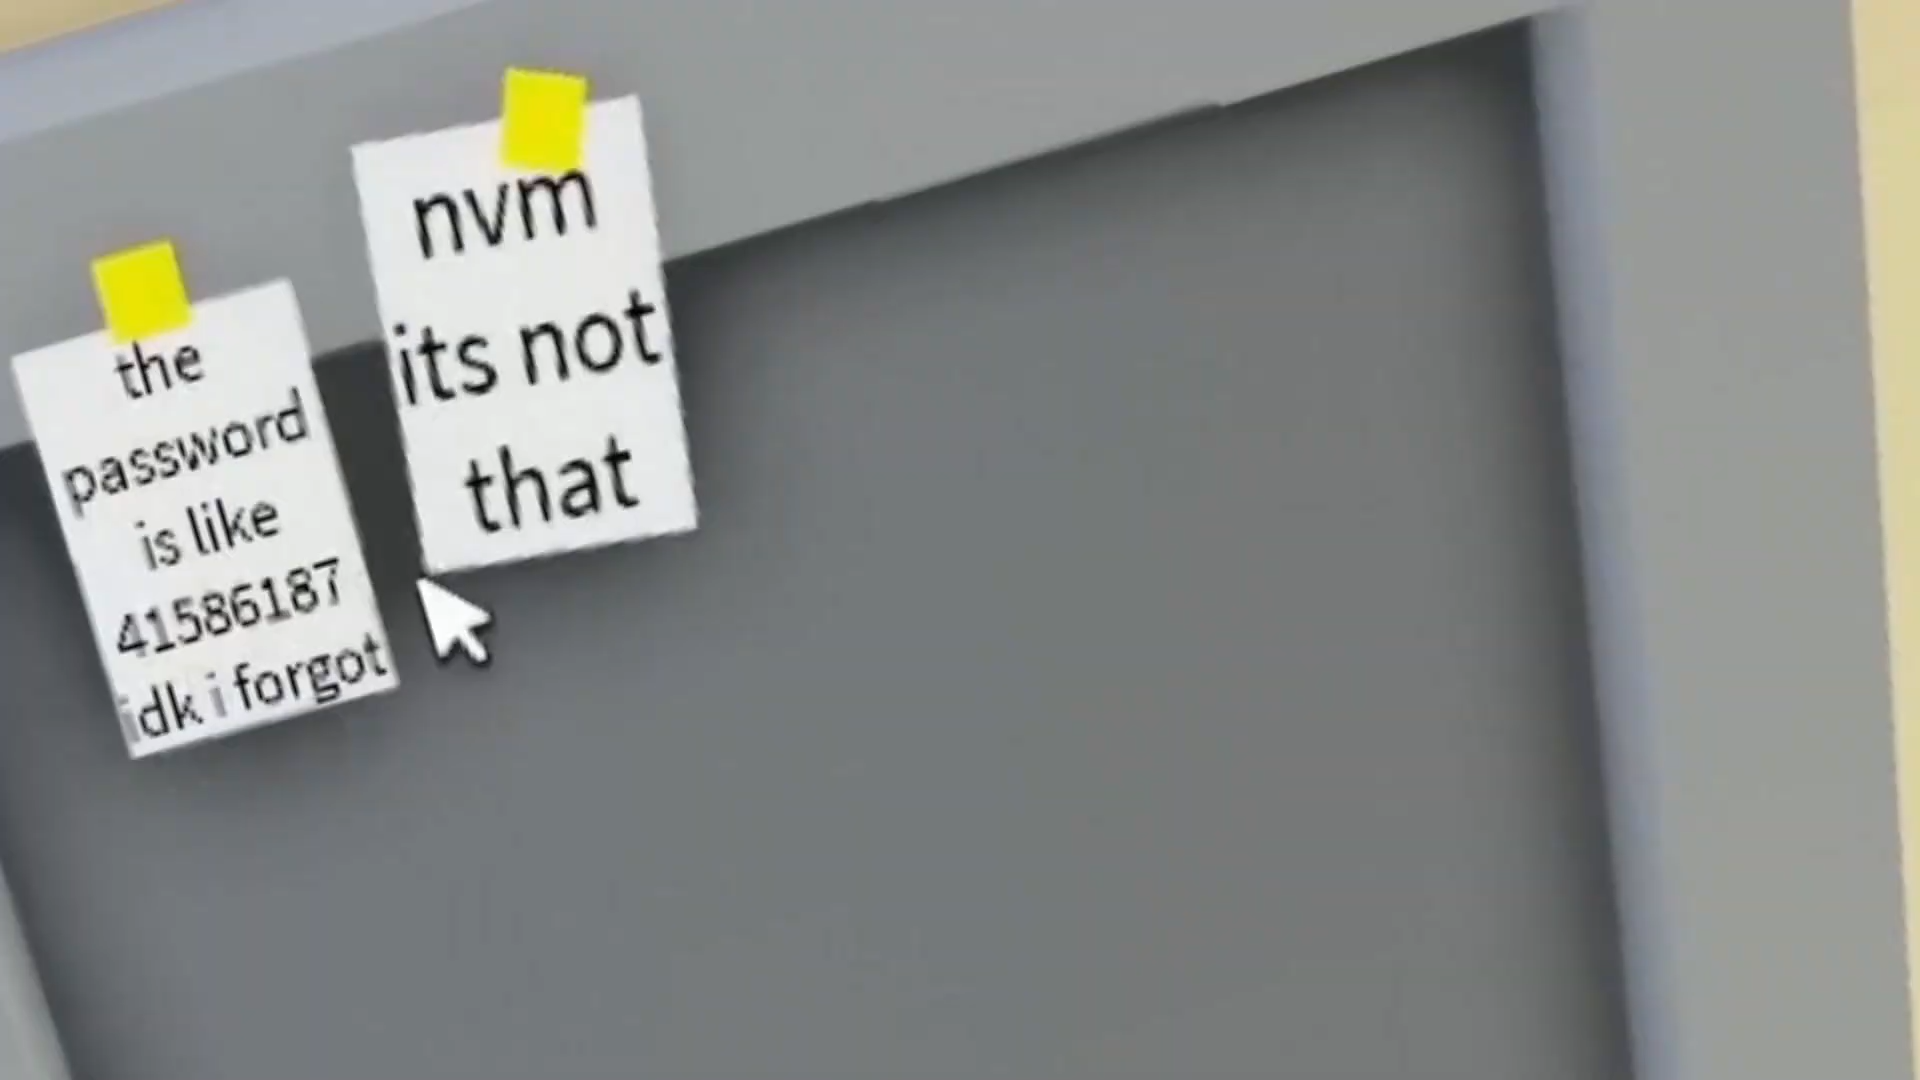 the
password
is like
41586187
idk i forgot
nvm
its not
that